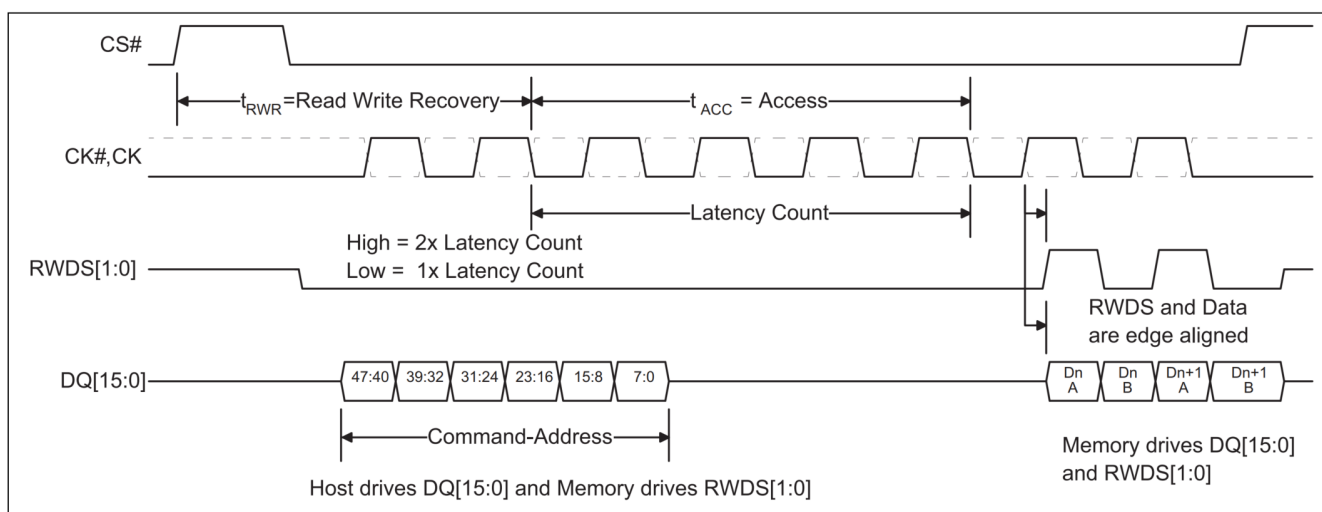 CS#
t RWR =Read Write Recovery
t ACC = Access
CK#,CK
Latency Count
High = 2x Latency Count
Low = 1x Latency Count
RWDS[1:0]
RWDS and Data
are edge aligned
DQ[15:0]
47:40 39:32 31:24 23:16 15:8 7:0
Dn Dn Dn+1 Dn+1
A B A B
Command-Address
Memory drives DQ[15:0]
and RWDS[1:0]
Host drives DQ[15:0] and Memory drives RWDS[1:0]